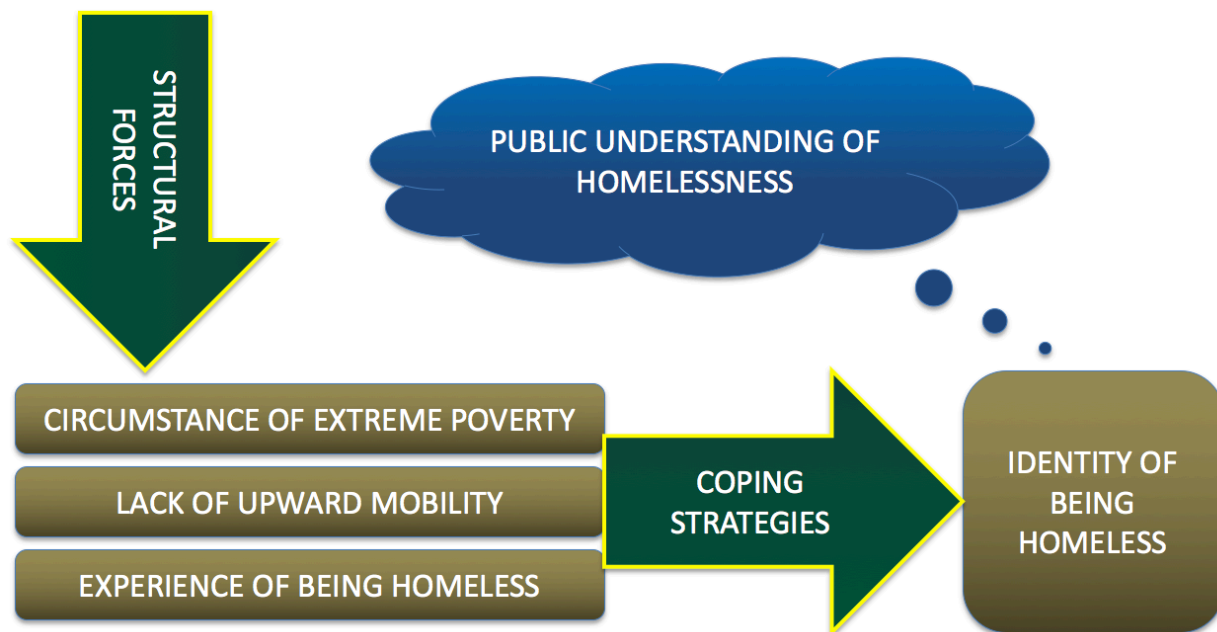 STRUCTURAL
FORCES
PUBLIC UNDERSTANDING OF
HOMELESSNESS
CIRCUMSTANCE OF EXTREME POVERTY
LACK OF UPWARD MOBILITY
EXPERIENCE OF BEING HOMELESS
COPING
STRATEGIES
IDENTITY OF
BEING
HOMELESS